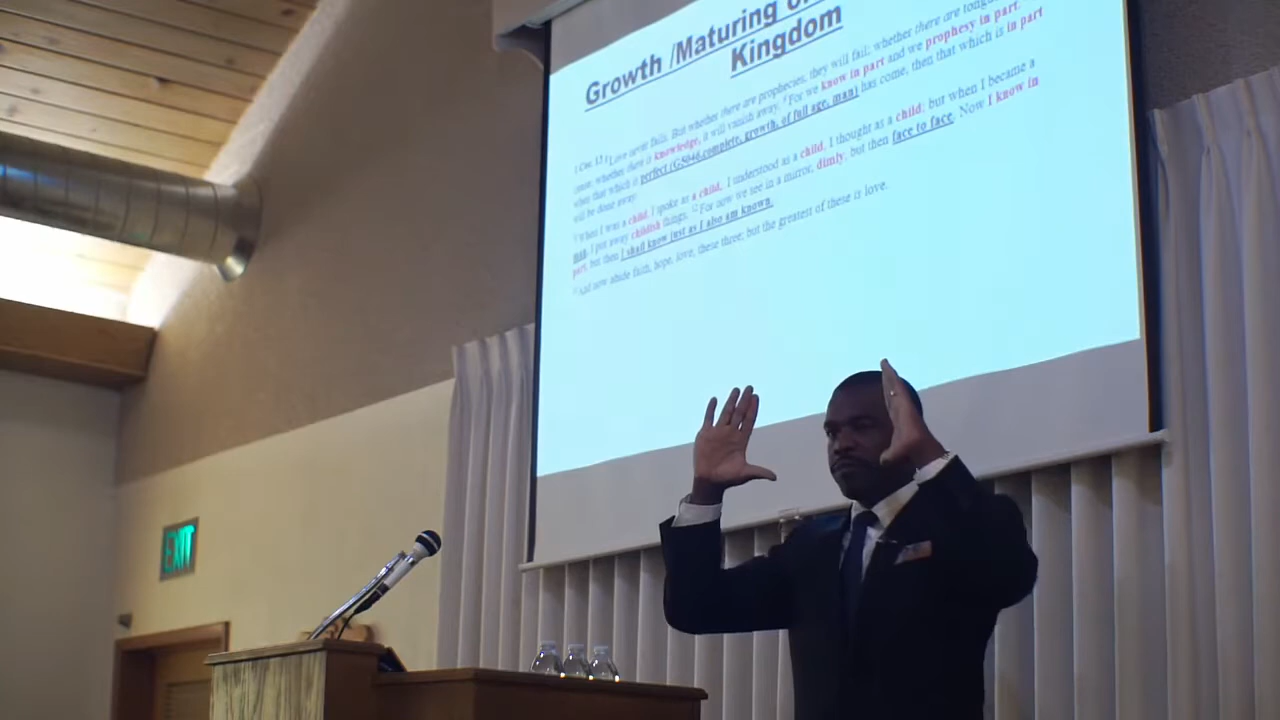 Growth /Maturing of
Kingdom
1 Cor. 13 Love never fails. But whether there are prophecies, they will fail; whether there are tongues
cease; whether there is knowledge, it will vanish away. For we know in part and we prophesy in part.
when that which is perfect (G5046 complete, growth, of full age, man) has come, then that which is in part
will be done away.
When I was a child, I spoke as a child, I understood as a child, I thought as a child; but when I became a
man, I put away childish things. 12 For now we see in a mirror, dimly, but then face to face. Now I know in
part, but then I shall know just as I also am known.
And now abide faith, hope, love, these three; but the greatest of these is love.
EXIT